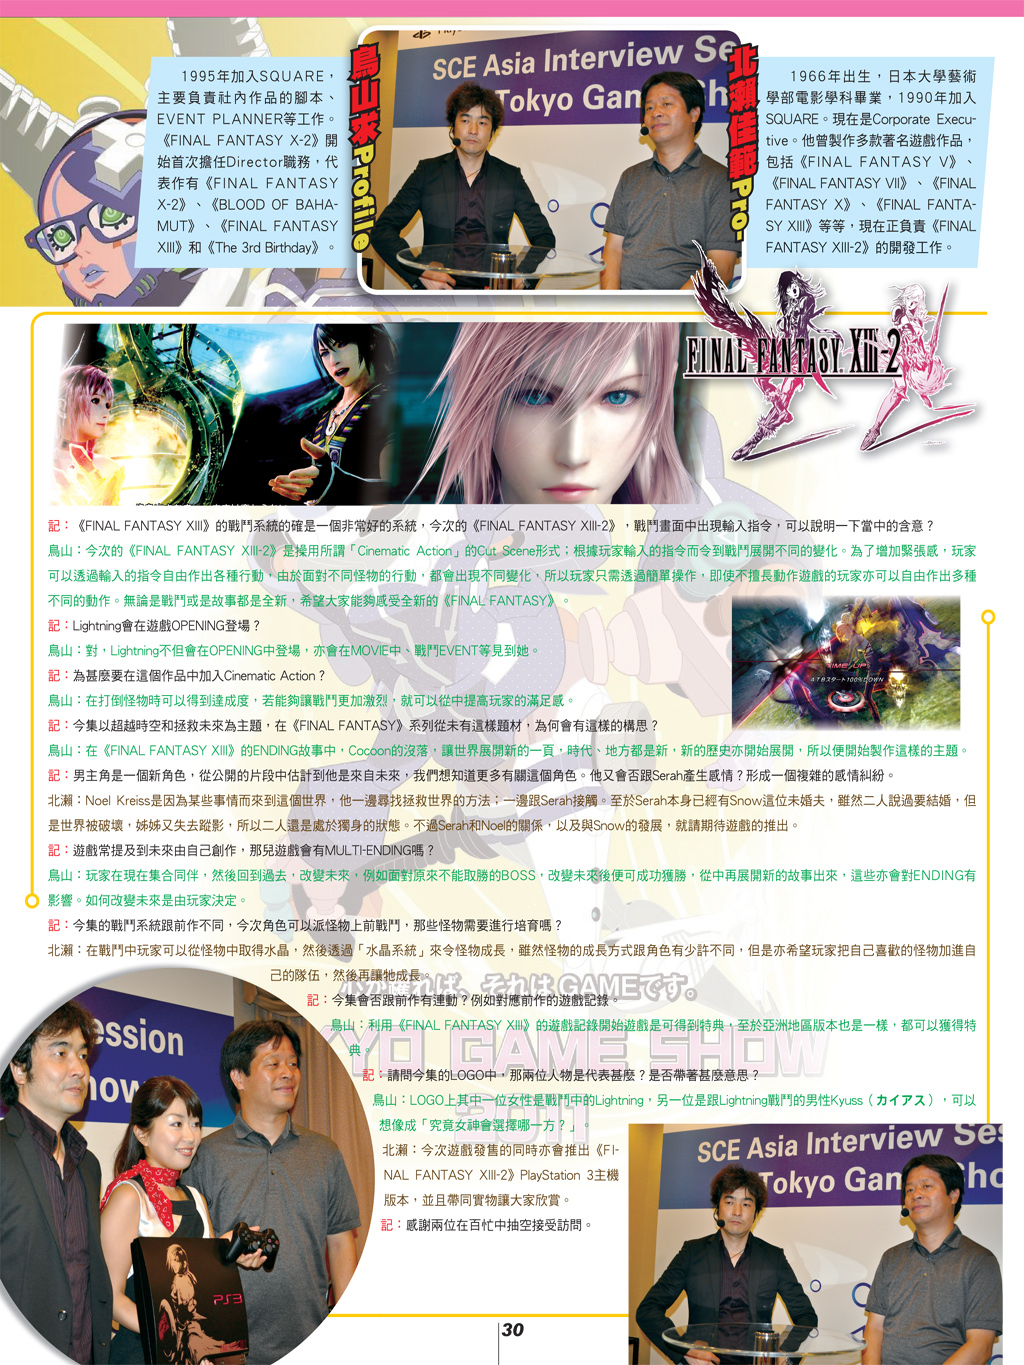 1995年加入SQUARE，
主要負責社內作品的腳本、
EVENT PLANNER等工作。
《FINAL FANTASY X-2》開
始首次擔任Director職務，代
表作有《FINAL FANTASY
X-2》、《BLOOD OF BAHA-
MUT》、《FINAL FANTASY
XIII》和《The 3rd Birthday》。
鳥山求Profile
SCE Asia Interview Se
Tokyo Gam
北瀨佳範Pro-
1966年出生，日本大學藝術
學部電影學科畢業，1990年加入
SQUARE。現在是Corporate Execu-
tive。他曾製作多款著名遊戲作品，
包括《FINAL FANTASY V》、
《FINAL FANTASY VII》、《FINAL
FANTASY X》、《FINAL FANTA-
SY XIII》等等，現在正負責《FINAL
FANTASY XIII-2》的開發工作。
FINAL FANTASY XIII-2
記：《FINAL FANTASY XIII》的戰鬥系統的確是一個非常好的系統，今次的《FINAL FANTASY XIII-2》，戰鬥畫面中出現輸入指令，可以說明一下當中的含意？
鳥山：今次的《FINAL FANTASY XIII-2》是操用所謂「Cinematic Action」的Cut Scene形式；根據玩家輸入的指令而令到戰鬥展開不同的變化。為了增加緊張感，玩家
可以透過輸入的指令自由作出各種行動，由於面對不同怪物的行動，都會出現不同變化，所以玩家只需透過簡單操作，即使不擅長動作遊戲的玩家亦可以自由作出多種
不同的動作。無論是戰鬥或是故事都是全新，希望大家能夠感受全新的《FINAL FANTASY》。
記：Lightning會在遊戲OPENING登場？
鳥山：對，Lightning不但會在OPENING中登場，亦會在MOVIE中、戰鬥EVENT等見到她。
記：為甚麼要在這個作品中加入Cinematic Action？
鳥山：在打倒怪物時可以得到達成度，若能夠讓戰鬥更加激烈，就可以從中提高玩家的滿足感。
TIME UP
ATBスタート100%DOWN
記：今集以超越時空和拯救未來為主題，在《FINAL FANTASY》系列從未有這樣題材，為何會有這樣的構思？
鳥山：在《FINAL FANTASY XIII》的ENDING故事中，Cocoon的沒落，讓世界展開新的一頁，時代、地方都是新，新的歷史亦開始展開，所以便開始製作這樣的主題。
記：男主角是一個新角色，從公開的片段中估計到他是來自未來，我們想知道更多有關這個角色。他又會否跟Serah產生感情？形成一個複雜的感情糾紛。
北瀨：Noel Kreiss是因為某些事情而來到這個世界，他一邊尋找拯救世界的方法；一邊跟Serah接觸。至於Serah本身已經有Snow這位未婚夫，雖然二人說過要結婚，但
是世界被破壞，姊姊又失去蹤影，所以二人還是處於獨身的狀態。不過Serah和Noel的關係，以及與Snow的發展，就請期待遊戲的推出。
記：遊戲常提及到未來由自己創作，那兒遊戲會有MULTI-ENDING嗎？
鳥山：玩家在現在集合同伴，然後回到過去，改變未來，例如面對原來不能取勝的BOSS，改變未來後便可成功獲勝，從中再展開新的故事出來，這些亦會對ENDING有
影響。如何改變未來是由玩家決定。
記：今集的戰鬥系統跟前作不同，今次角色可以派怪物上前戰鬥，那些怪物需要進行培育嗎？
北瀨：在戰鬥中玩家可以從怪物中取得水晶，然後透過「水晶系統」來令怪物成長，雖然怪物的成長方式跟角色有少許不同，但是亦希望玩家把自己喜歡的怪物加進自
己的隊伍，然後再讓牠成長。
心が躍れば、それはGAMEです。
記：今集會否跟前作有連動？例如對應前作的遊戲記錄。
鳥山：利用《FINAL FANTASY XIII》的遊戲記錄開始遊戲是可得到特典，至於亞洲地區版本也是一樣，都可以獲得特
典。
YO GAME SHOW
2011
記：請問今集的LOGO中，那兩位人物是代表甚麼？是否帶著甚麼意思？
鳥山：LOGO上其中一位女性是戰鬥中的Lightning，另一位是跟Lightning戰鬥的男性Kyuss（カイアス），可以
想像成「究竟女神會選擇哪一方？」。
北瀨：今次遊戲發售的同時亦會推出《FI-
NAL FANTASY XIII-2》PlayStation 3主機
版本，並且帶同實物讓大家欣賞。
記：感謝兩位在百忙中抽空接受訪問。
ession
how
PS3
SCE Asia Interview Ses
Tokyo Gam
ho
30